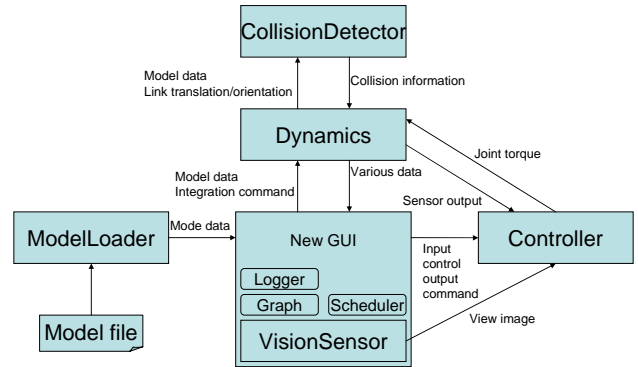 CollisionDetector
Model data
Link translation/orientation
Collision information
Dynamics
Joint torque
Model data
Integration command
Various data
Sensor output
ModelLoader
Mode data
New GUI
Input
control
output
command
Controller
Logger
Graph
Scheduler
VisionSensor
View image
Model file